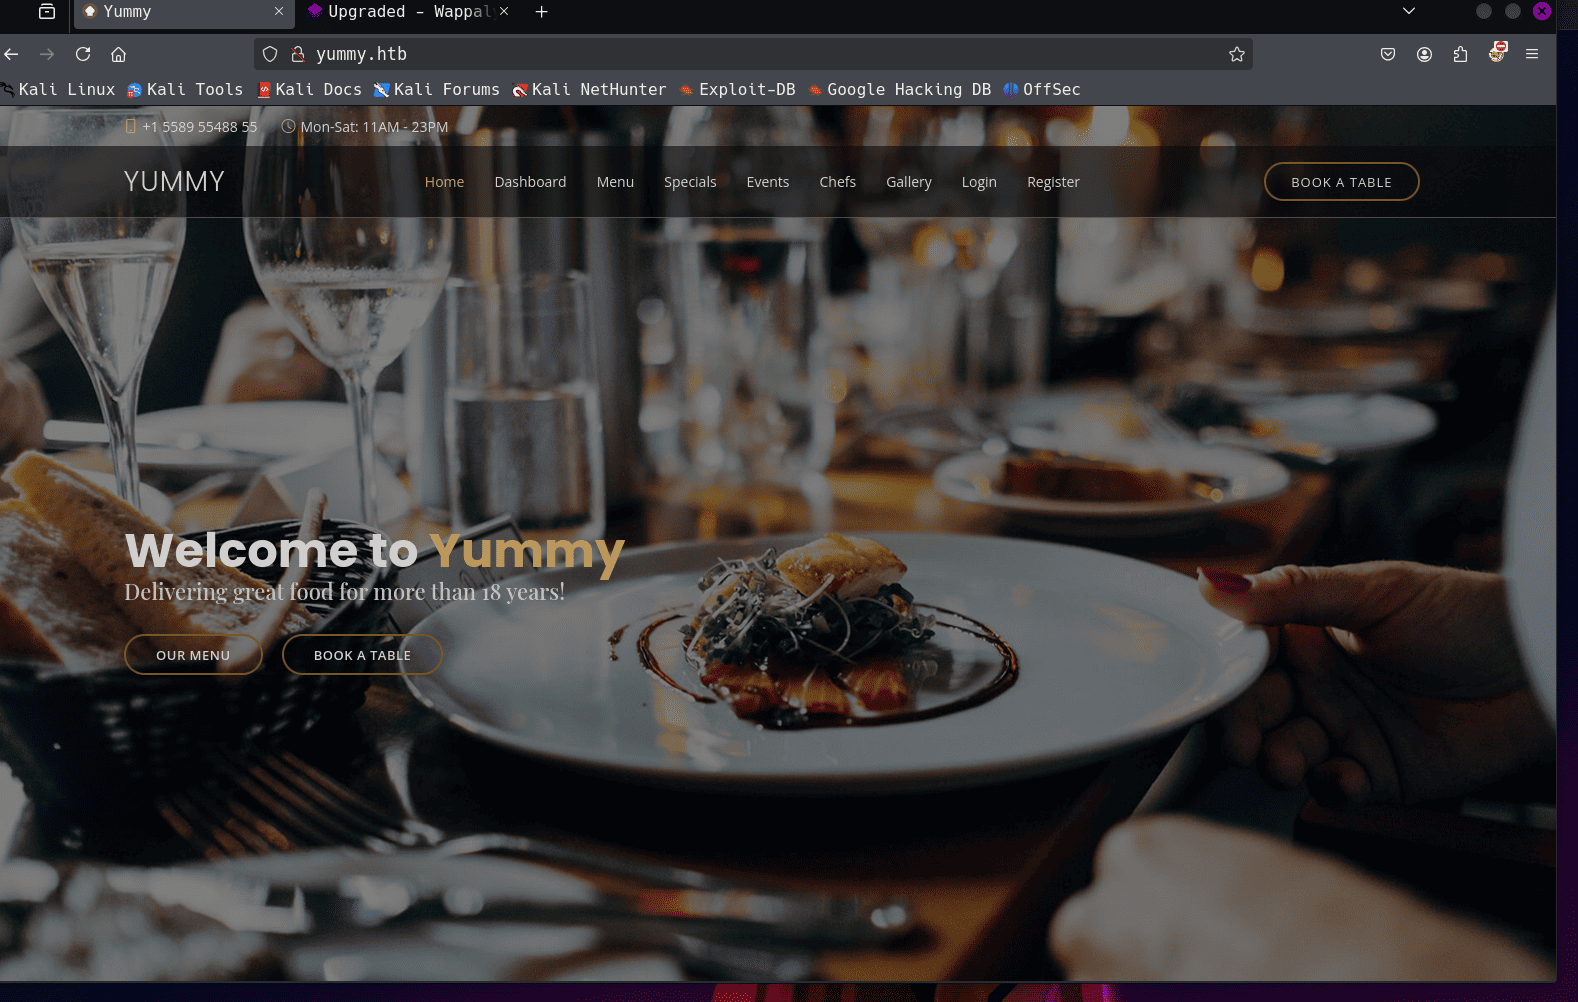 Yummy
Upgraded - Wappal
yummy.htb
Kali Linux Kali Tools Kali Docs Kali Forums Kali NetHunter Exploit-DB Google Hacking DB OffSec
+1 5589 55488 55 Mon-Sat: 11AM - 23PM
YUMMY Home Dashboard Menu Specials Events Chefs Gallery Login Register BOOK A TABLE
Welcome to Yummy
Delivering great food for more than 18 years!
OUR MENU BOOK A TABLE